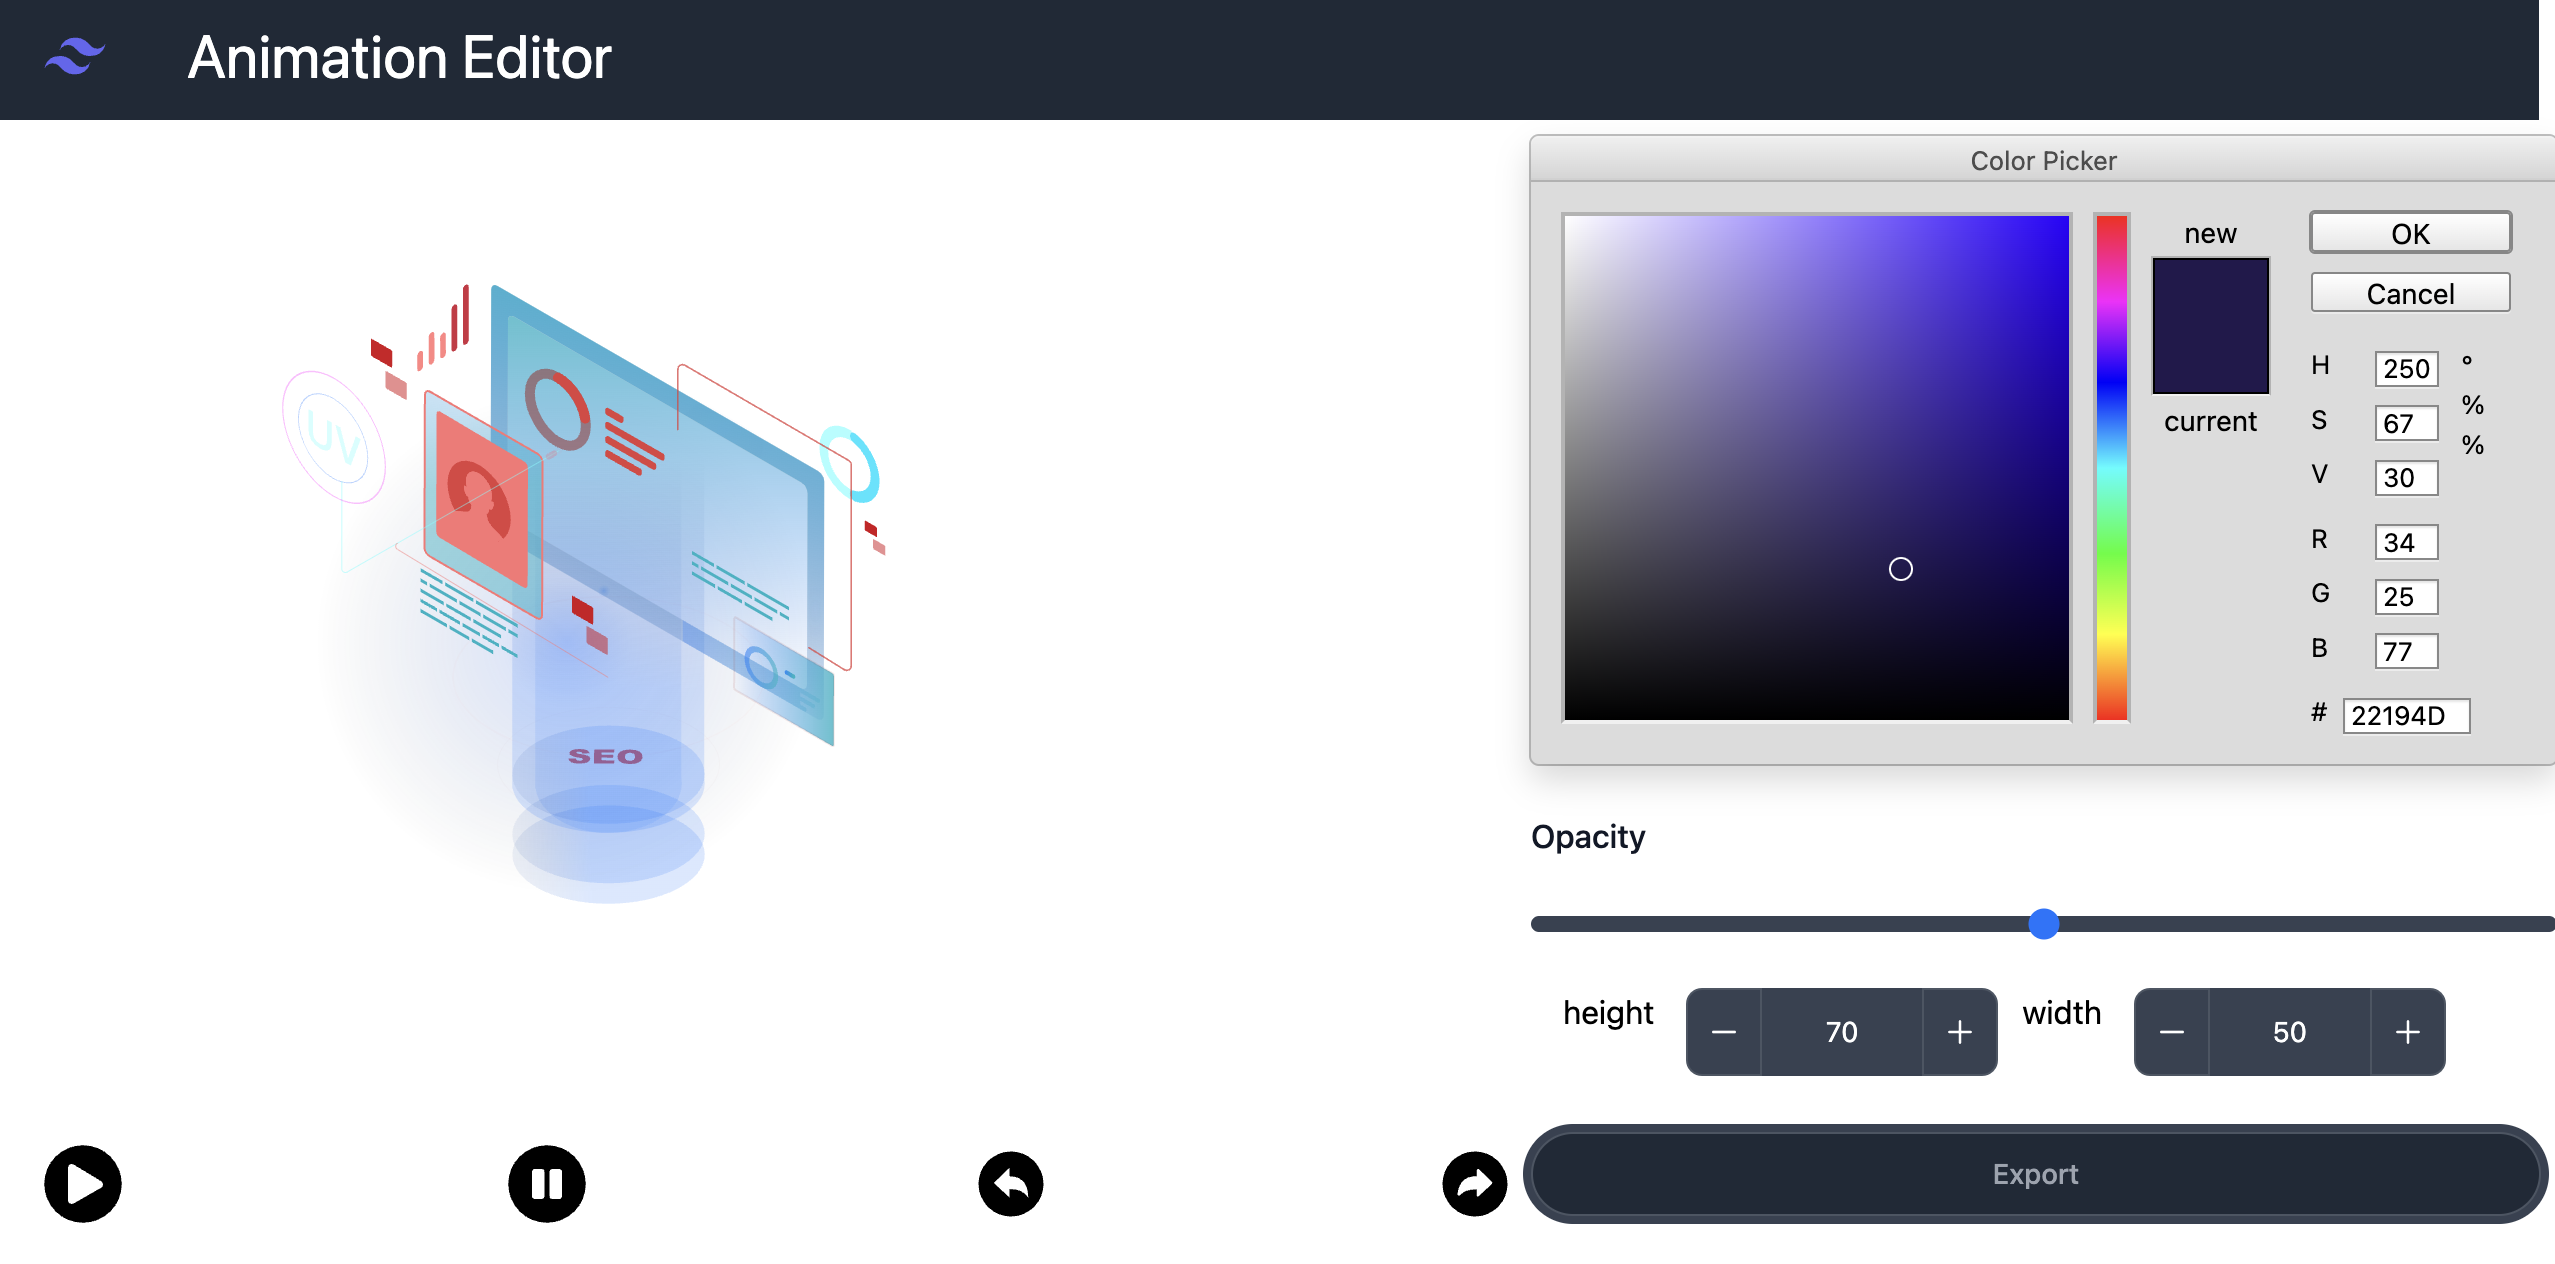 Animation Editor
Color Picker
new
OK
Cancel
current
H 250 °
S 67 %
V 30 %
R 34
G 25
B 77
# 22194D
UV
SEO
Opacity
height 70 width 50
Export